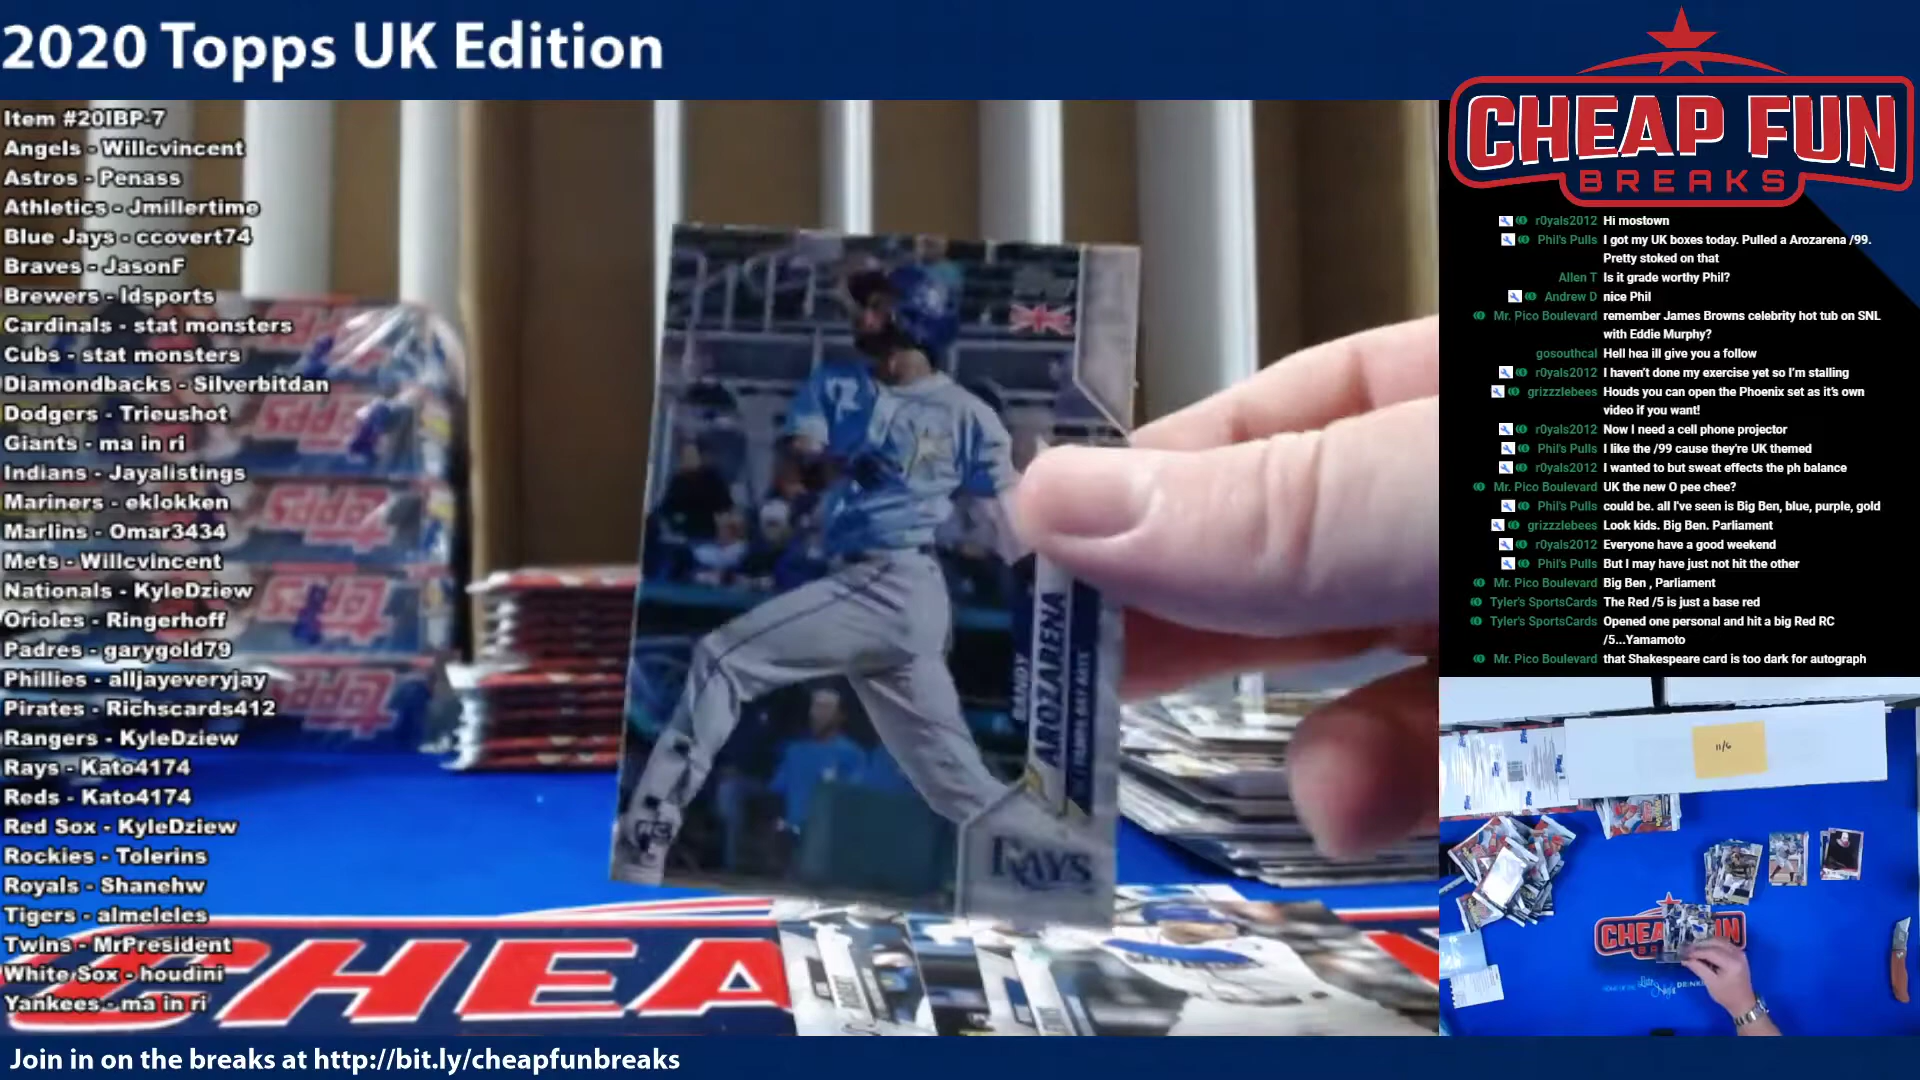 2020 Topps UK Edition
Item #20IBP-7
Angels - Willcvincent
Astros - Penass
Athletics - Jmillertime
Blue Jays - ccovert74
Braves - JasonF
Brewers - ldsports
Cardinals - stat monsters
Cubs - stat monsters
Diamondbacks - Silverbitdan
Dodgers - Trieushot
Giants - ma in ri
Indians - Jayalistings
Mariners - eklokken
Marlins - Omar3434
Mets - Willcvincent
Nationals - KyleDziew
Orioles - Ringerhoff
Padres - garygold79
Phillies - alljayeveryjay
Pirates - Richscards412
Rangers - KyleDziew
Rays - Kato4174
Reds - Kato4174
Red Sox - KyleDziew
Rockies - Tolerins
Royals - Shanehw
Tigers - almeleles
Twins - MrPresident
White Sox - houdini
Yankees - ma in ri
Join in on the breaks at http://bit.ly/cheapfunbreaks
topps
topps
topps
topps
topps
RANDY
AROZARENA
RAYS
CHEA
CHEAP FUN
BREAKS
r0yals2012 Hi mostown
Phil's Pulls I got my UK boxes today. Pulled a Arozarena /99.
Pretty stoked on that
Allen T Is it grade worthy Phil?
Andrew D nice Phil
Mr. Pico Boulevard remember James Browns celebrity hot tub on SNL
with Eddie Murphy?
gosouthcal Hell hea ill give you a follow
r0yals2012 I haven't done my exercise yet so I'm stalling
grizzzlebees Houds you can open the Phoenix set as it's own
video if you want!
r0yals2012 Now I need a cell phone projector
Phil's Pulls I like the /99 cause they're UK themed
r0yals2012 I wanted to but sweat effects the ph balance
Mr. Pico Boulevard UK the new O pee chee?
Phil's Pulls could be. all I've seen is Big Ben, blue, purple, gold
grizzzlebees Look kids. Big Ben. Parliament
r0yals2012 Everyone have a good weekend
Phil's Pulls But I may have just not hit the other
Mr. Pico Boulevard Big Ben , Parliament
Tyler's SportsCards The Red /5 is just a base red
Tyler's SportsCards Opened one personal and hit a big Red RC
/5...Yamamoto
Mr. Pico Boulevard that Shakespeare card is too dark for autograph
11/6